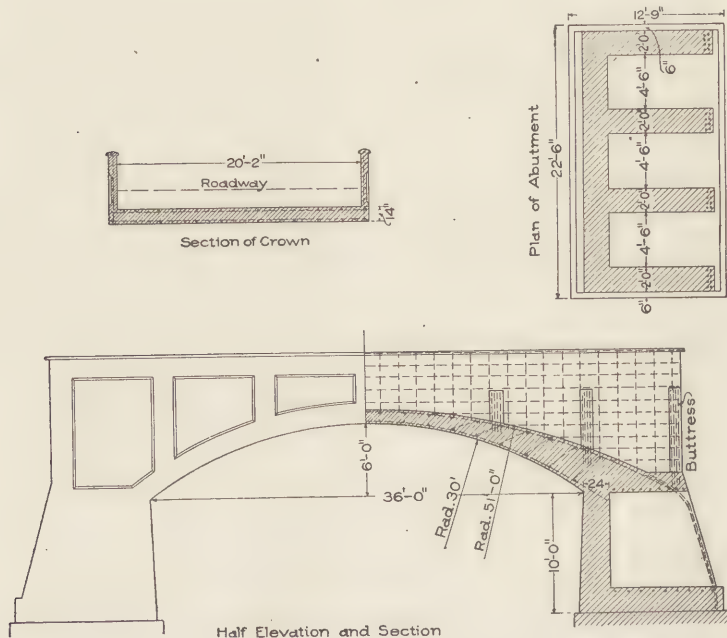 20'-2"
Roadway
14"
Section of Crown
12'-9"
Plan of Abutment
22'-6"
2'0"
6"
4'-6"
2'0"
4'-6"
2'0"
4'-6"
2'0"
6"
6'-0"
36'-0"
Rad. 30'
Rad. 51'-0"
24
10'-0"
Buttress
Half Elevation and Section